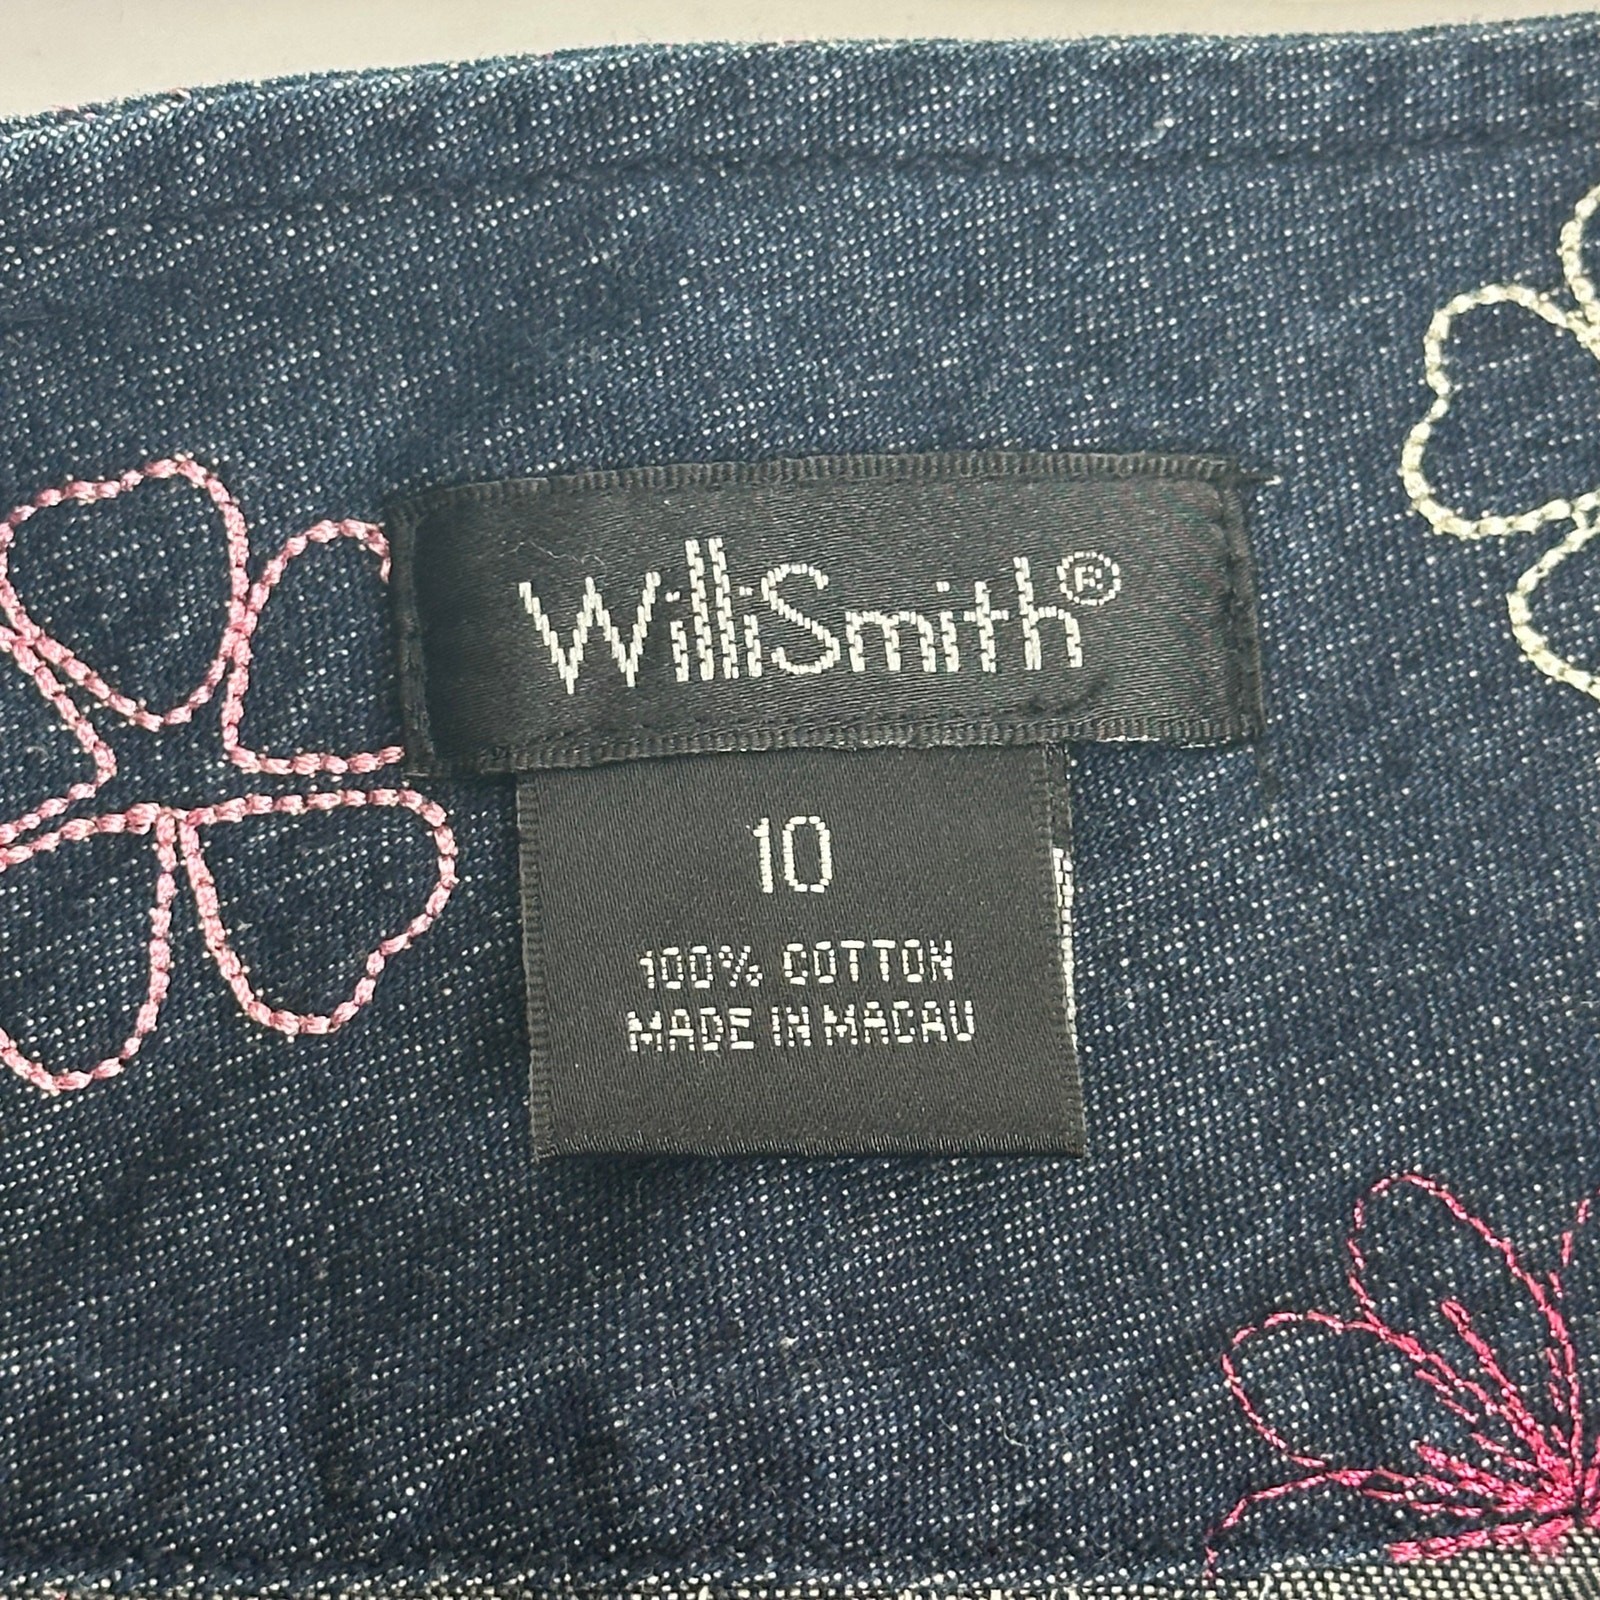 WilliSmith®
10
100% COTTON
MADE IN MACAU